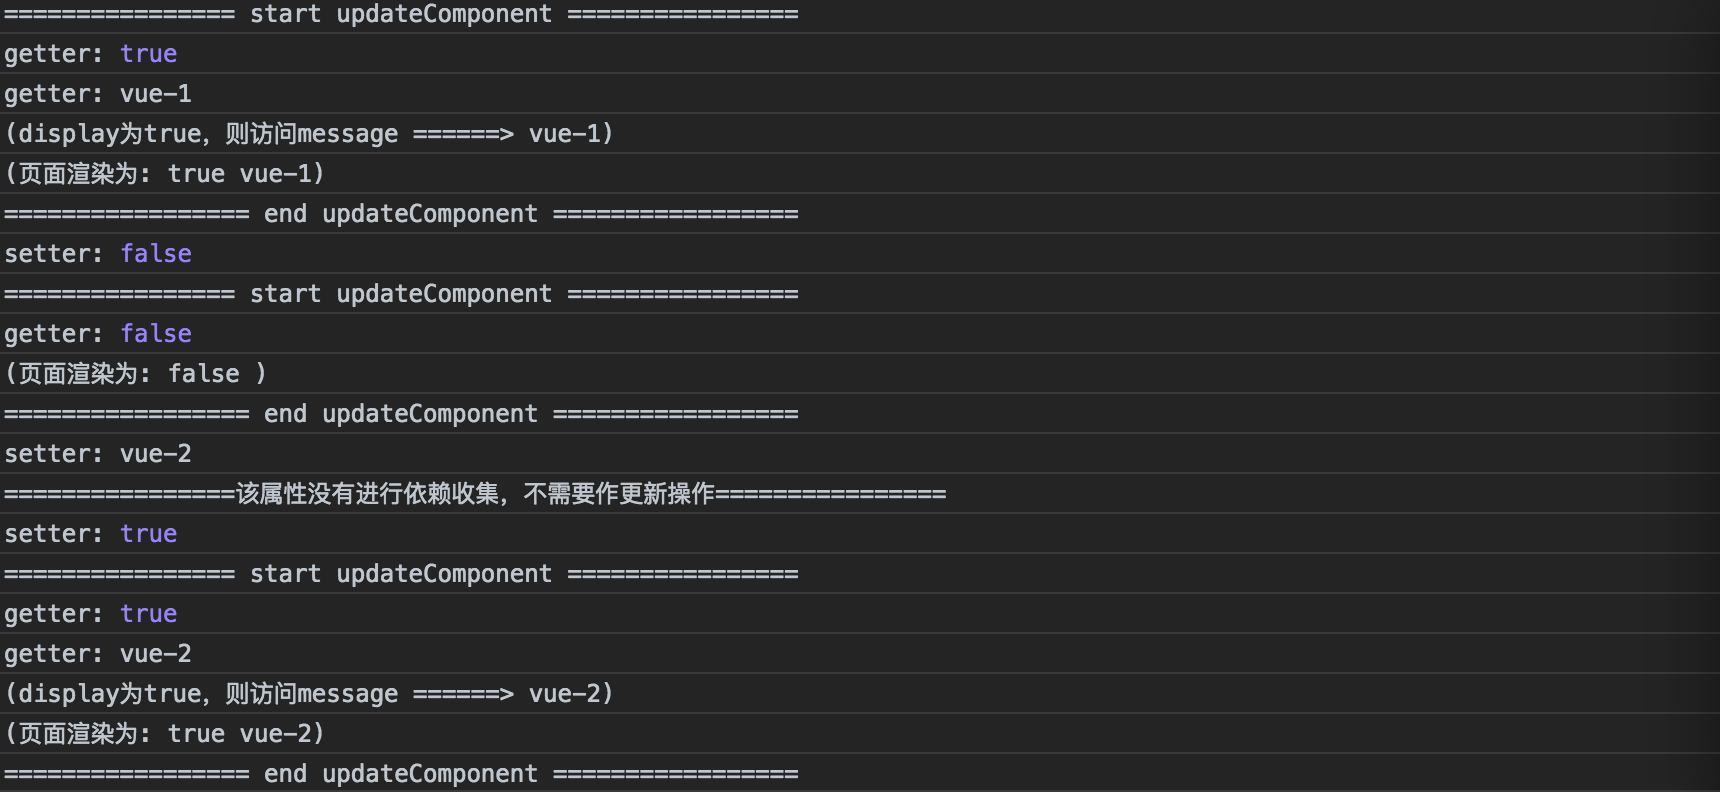 ================ start updateComponent ================
getter: true
getter: vue-1
(display为true，则访问message ======> vue-1)
(页面渲染为: true vue-1)
================= end updateComponent =================
setter: false
================ start updateComponent ================
getter: false
(页面渲染为: false )
================= end updateComponent =================
setter: vue-2
================该属性没有进行依赖收集，不需要作更新操作================
setter: true
================ start updateComponent ================
getter: true
getter: vue-2
(display为true，则访问message ======> vue-2)
(页面渲染为: true vue-2)
================= end updateComponent =================